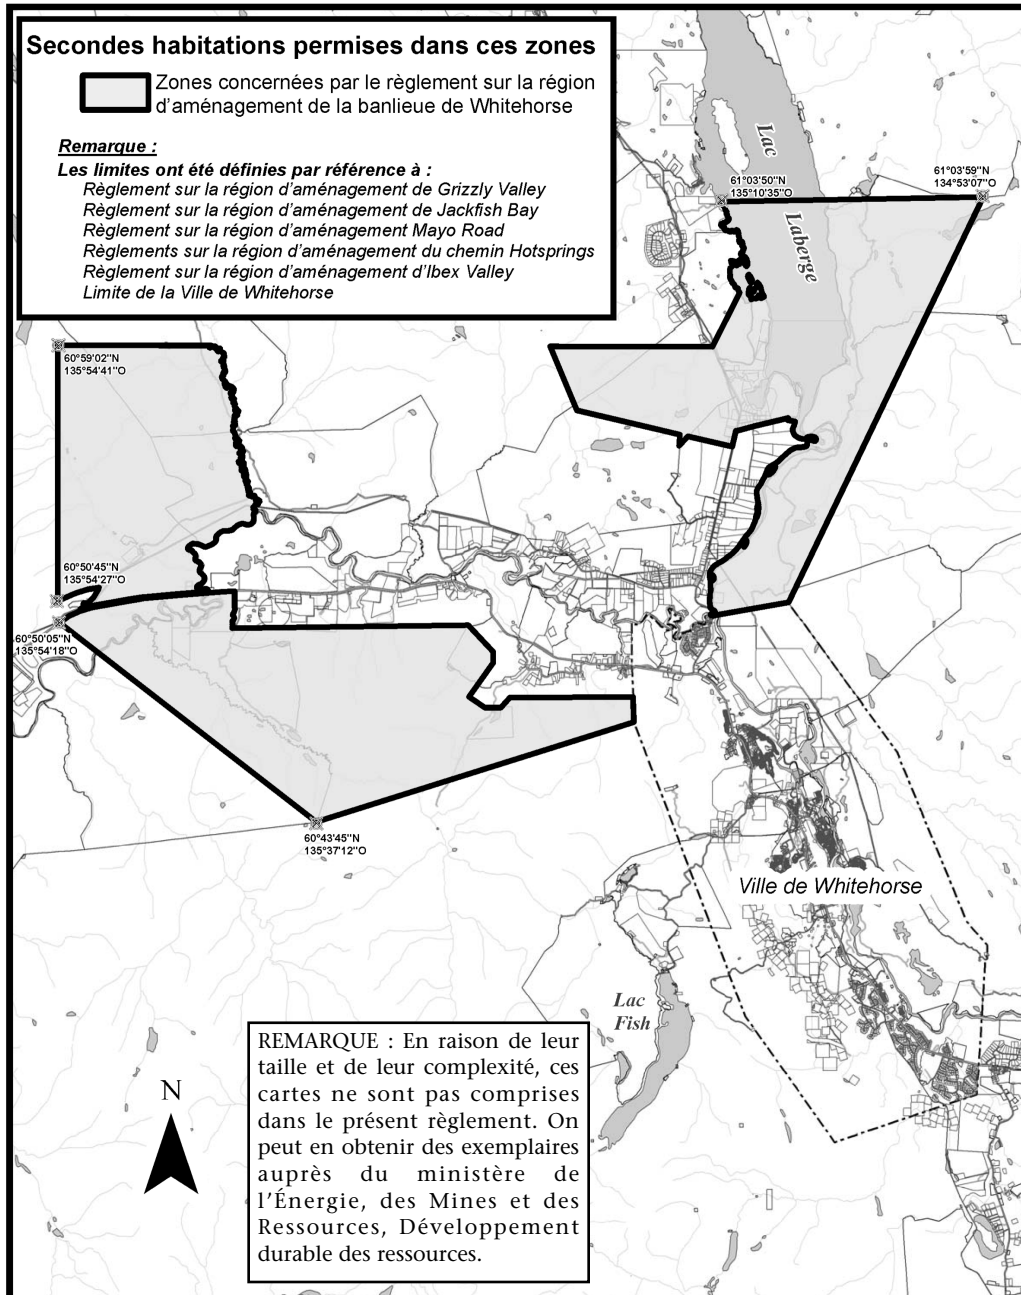 Secondes habitations permises dans ces zones
Zones concernées par le règlement sur la région
d'aménagement de la banlieue de Whitehorse
Remarque :
Les limites ont été définies par référence à :
Règlement sur la région d'aménagement de Grizzly Valley
Règlement sur la région d'aménagement de Jackfish Bay
Règlement sur la région d'aménagement Mayo Road
Règlements sur la région d'aménagement du chemin Hotsprings
Règlement sur la région d'aménagement d'Ibex Valley
Limite de la Ville de Whitehorse
Lac
Laberge
61°03'50"N
135°10'35"O
61°03'59"N
134°53'07"O
60°59'02"N
135°54'41"O
60°50'45"N
135°54'27"O
60°50'05"N
135°54'18"O
60°43'45"N
135°37'12"O
Ville de Whitehorse
Lac
Fish
N
REMARQUE : En raison de leur
taille et de leur complexité, ces
cartes ne sont pas comprises
dans le présent règlement. On
peut en obtenir des exemplaires
auprès du ministère de
l'Énergie, des Mines et des
Ressources, Développement
durable des ressources.